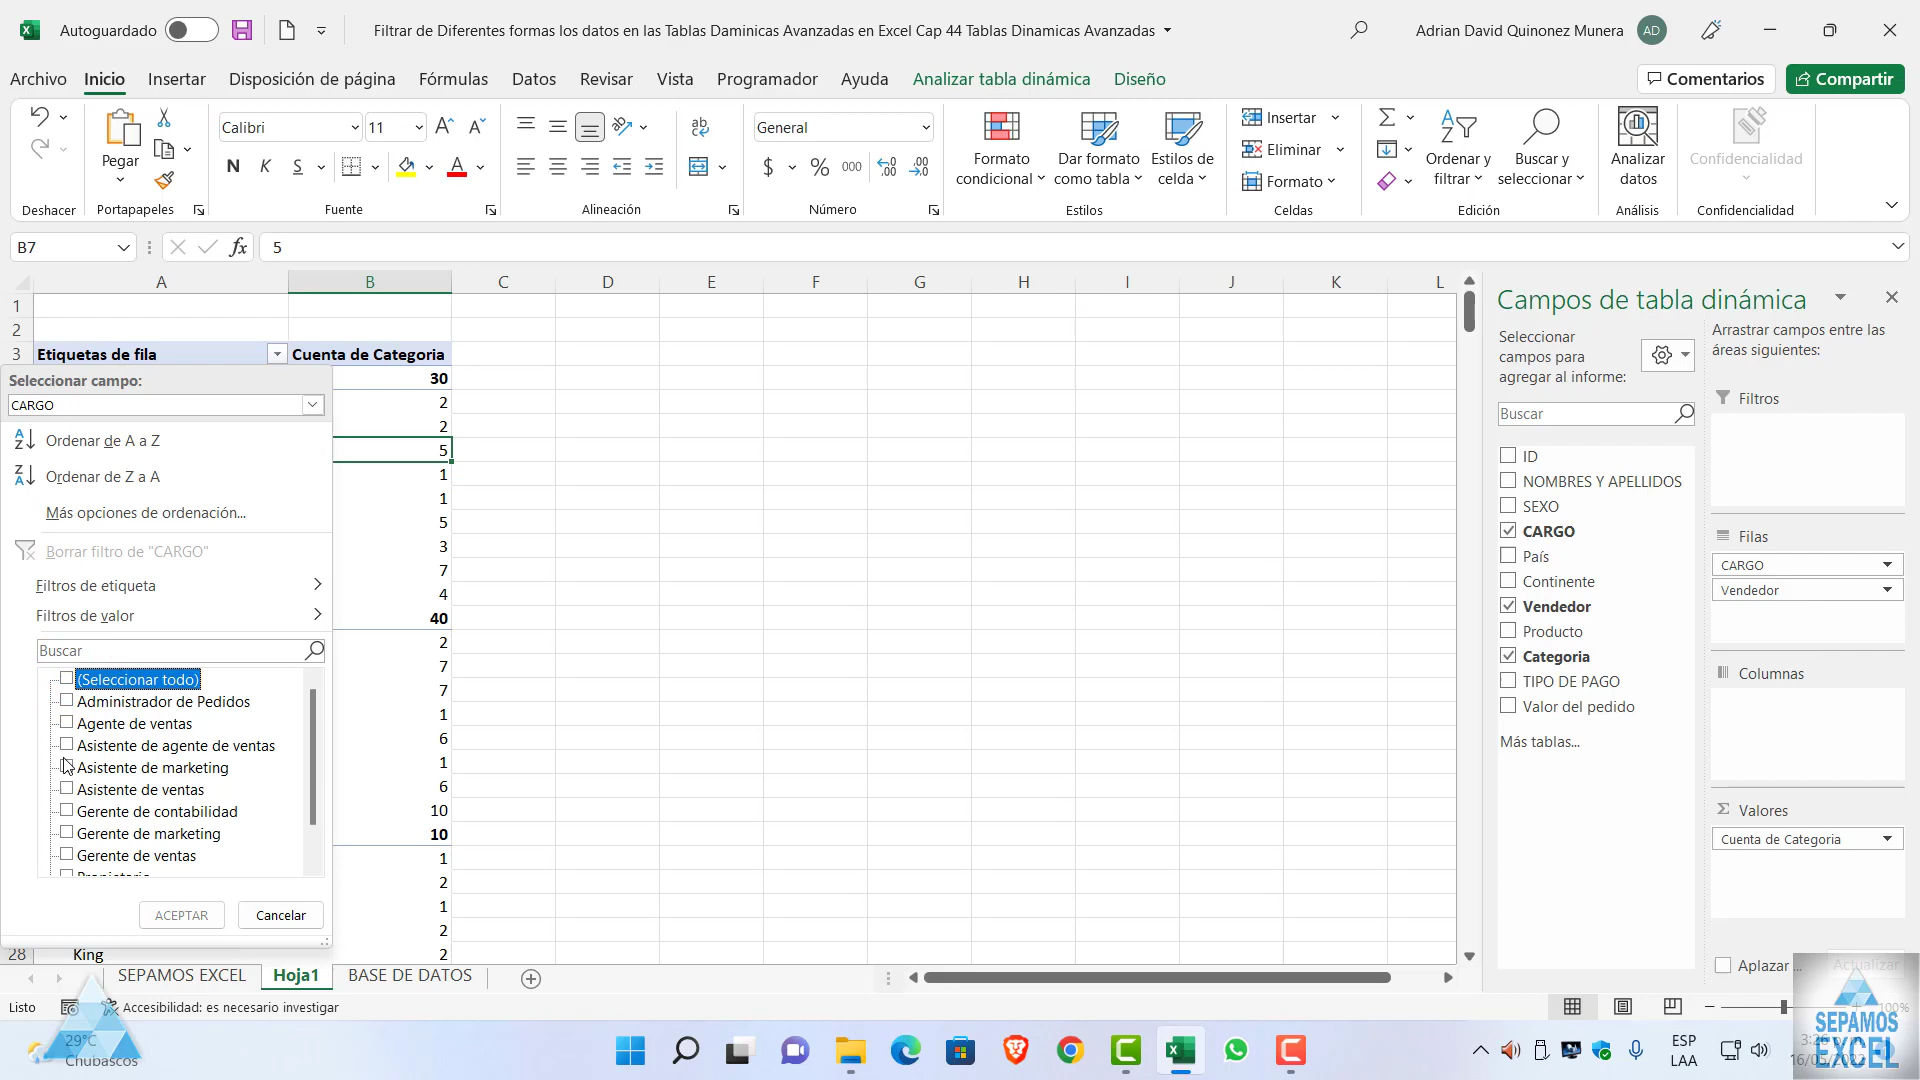 Autoguardado
Filtrar de Diferentes formas los datos en las Tablas Daminicas Avanzadas en Excel Cap 44 Tablas Dinamicas Avanzadas
Adrian David Quinonez Munera
AD
Archivo Inicio Insertar Disposición de página Fórmulas Datos Revisar Vista Programador Ayuda Analizar tabla dinámica Diseño
Comentarios
Compartir
Pegar
Calibri
11
N K S
General
$ % 000
Formato condicional
Dar formato como tabla
Estilos de celda
Insertar
Eliminar
Formato
Ordenar y filtrar
Buscar y seleccionar
Analizar datos
Confidencialidad
Deshacer Portapapeles Fuente Alineación Número Estilos Celdas Edición Análisis Confidencialidad
B7
fx
5
A B C D E F G H I J K L
1
2
3 Etiquetas de fila Cuenta de Categoria
30
2
2
5
1
1
5
3
7
4
40
2
7
7
1
6
1
6
10
10
1
2
1
2
28 King 2
Seleccionar campo:
CARGO
Ordenar de A a Z
Ordenar de Z a A
Más opciones de ordenación...
Borrar filtro de "CARGO"
Filtros de etiqueta
Filtros de valor
Buscar
(Seleccionar todo)
Administrador de Pedidos
Agente de ventas
Asistente de agente de ventas
Asistente de marketing
Asistente de ventas
Gerente de contabilidad
Gerente de marketing
Gerente de ventas
Propietario
ACEPTAR
Cancelar
Campos de tabla dinámica
Seleccionar
campos para
agregar al informe:
Buscar
ID
NOMBRES Y APELLIDOS
SEXO
CARGO
País
Continente
Vendedor
Producto
Categoria
TIPO DE PAGO
Valor del pedido
Más tablas...
Arrastrar campos entre las
áreas siguientes:
Filtros
Filas
CARGO
Vendedor
Columnas
Valores
Cuenta de Categoria
Aplazar ...
Actualizar
SEPAMOS EXCEL Hoja1 BASE DE DATOS
Listo
Accesibilidad: es necesario investigar
100%
29°C
Chubascos
ESP
LAA
3:26 p. m.
16/05/2022
SEPAMOS
EXCEL